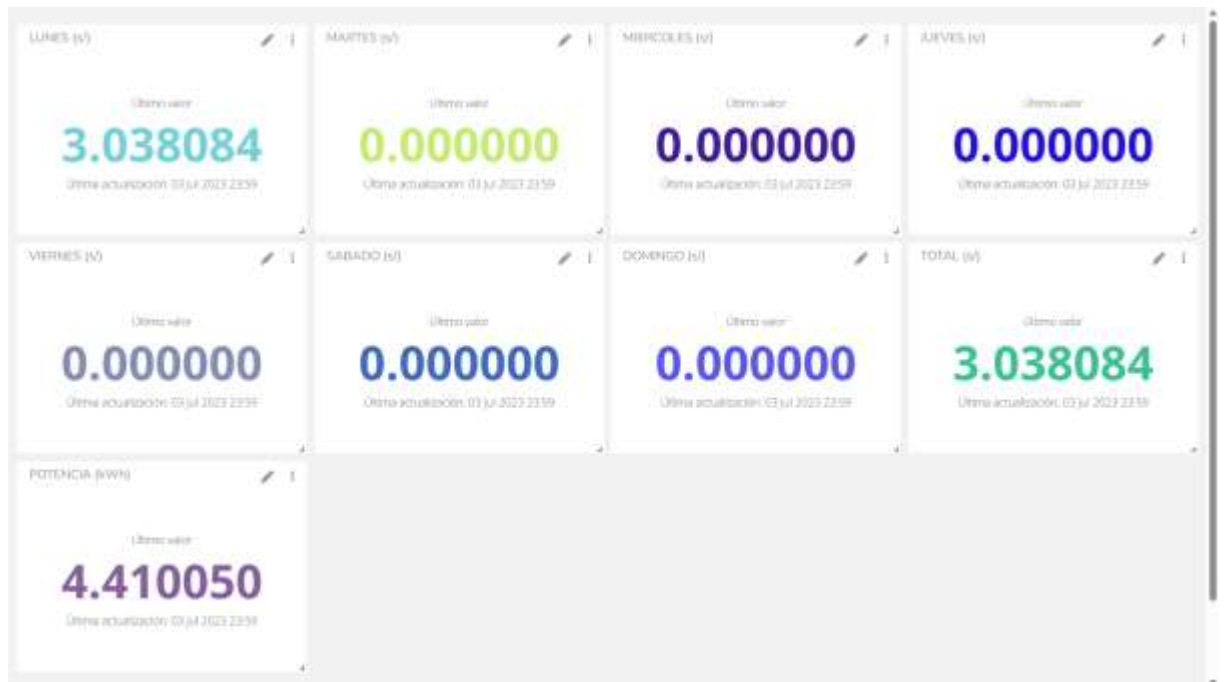 LUNES (s/)
MARTES (s/)
MIERCOLES (s/)
JUEVES (s/)
Último valor
Último valor
Último valor
Último valor
3.038084
0.000000
0.000000
0.000000
Última actualización: 03 jul 2023 23:59
Última actualización: 03 jul 2023 23:59
Última actualización: 03 jul 2023 23:59
Última actualización: 03 jul 2023 23:59
VIERNES (s/)
SABADO (s/)
DOMINGO (s/)
TOTAL (s/)
Último valor
Último valor
Último valor
Último valor
0.000000
0.000000
0.000000
3.038084
Última actualización: 03 jul 2023 23:59
Última actualización: 03 jul 2023 23:59
Última actualización: 03 jul 2023 23:59
Última actualización: 03 jul 2023 23:59
POTENCIA (kWh)
Último valor
4.410050
Última actualización: 03 jul 2023 23:59